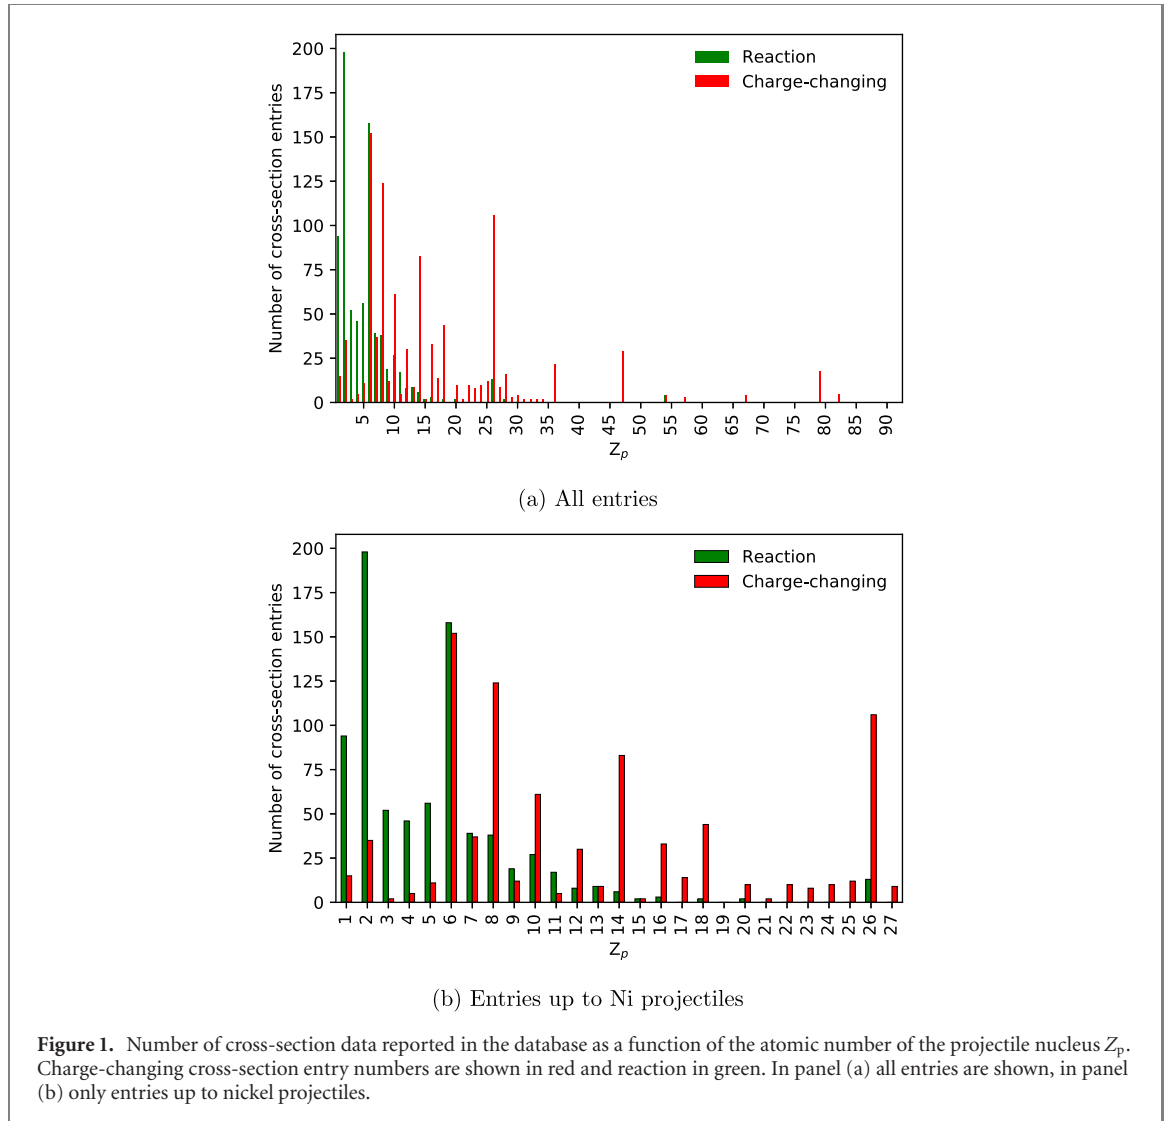 200
175
150
125
100
75
50
25
0
Number of cross-section entries
Reaction
Charge-changing
5 10 15 20 25 30 35 40 45 50 55 60 65 70 75 80 85 90
Zp
(a) All entries
200
175
150
125
100
75
50
25
0
Number of cross-section entries
Reaction
Charge-changing
1 2 3 4 5 6 7 8 9 10 11 12 13 14 15 16 17 18 19 20 21 22 23 24 25 26 27
Zp
(b) Entries up to Ni projectiles
Figure 1. Number of cross-section data reported in the database as a function of the atomic number of the projectile nucleus Zp.
Charge-changing cross-section entry numbers are shown in red and reaction in green. In panel (a) all entries are shown, in panel
(b) only entries up to nickel projectiles.